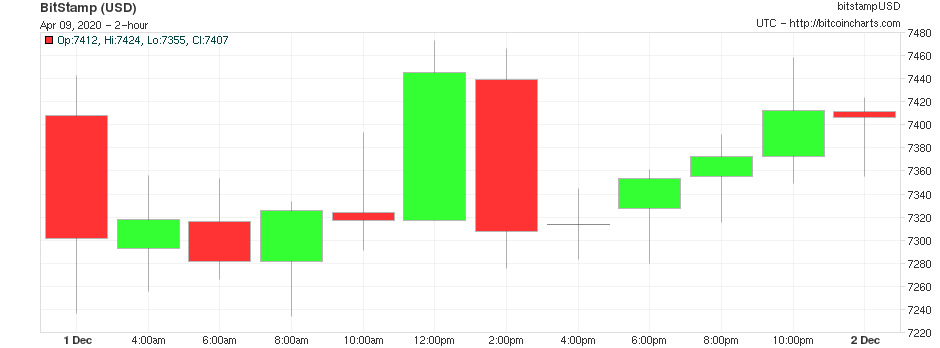 BitStamp (USD)
bitstampUSD
Apr 09, 2020 - 2-hour
UTC - http://bitcoincharts.com
Op:7412, Hi:7424, Lo:7355, Cl:7407
7480
7460
7440
7420
7400
7380
7360
7340
7320
7300
7280
7260
7240
7220
1 Dec 4:00am 6:00am 8:00am 10:00am 12:00pm 2:00pm 4:00pm 6:00pm 8:00pm 10:00pm 2 Dec